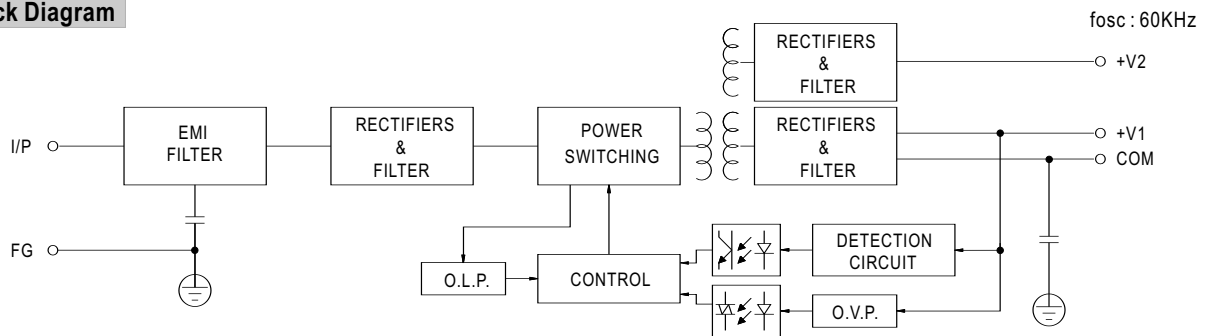 ck Diagram
fosc : 60KHz
RECTIFIERS
&
FILTER
+V2
I/P
EMI
FILTER
RECTIFIERS
&
FILTER
POWER
SWITCHING
RECTIFIERS
&
FILTER
+V1
COM
FG
O.L.P.
CONTROL
DETECTION
CIRCUIT
O.V.P.